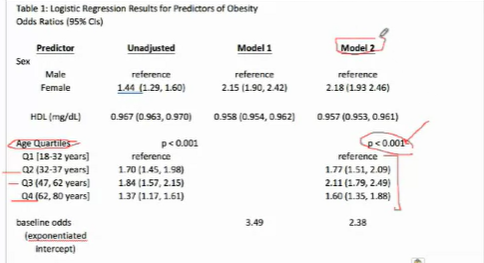 Table 1: Logistic Regression Results for Predictors of Obesity
Odds Ratios (95% CIs)
Predictor Unadjusted Model 1 Model 2
Sex
Male reference reference reference
Female 1.44 (1.29, 1.60) 2.15 (1.90, 2.42) 2.18 (1.93 2.46)
HDL (mg/dL) 0.967 (0.963, 0.970) 0.958 (0.954, 0.962) 0.957 (0.953, 0.961)
Age Quartiles p < 0.001 p < 0.001
Q1 [18-32 years] reference reference
Q2 (32-37 years] 1.70 (1.45, 1.98) 1.77 (1.51, 2.09)
Q3 (47, 62 years] 1.84 (1.57, 2.15) 2.11 (1.79, 2.49)
Q4 (62, 80 years] 1.37 [1.17, 1.61) 1.60 (1.35, 1.88)
baseline odds 3.49 2.38
(exponentiated
intercept)